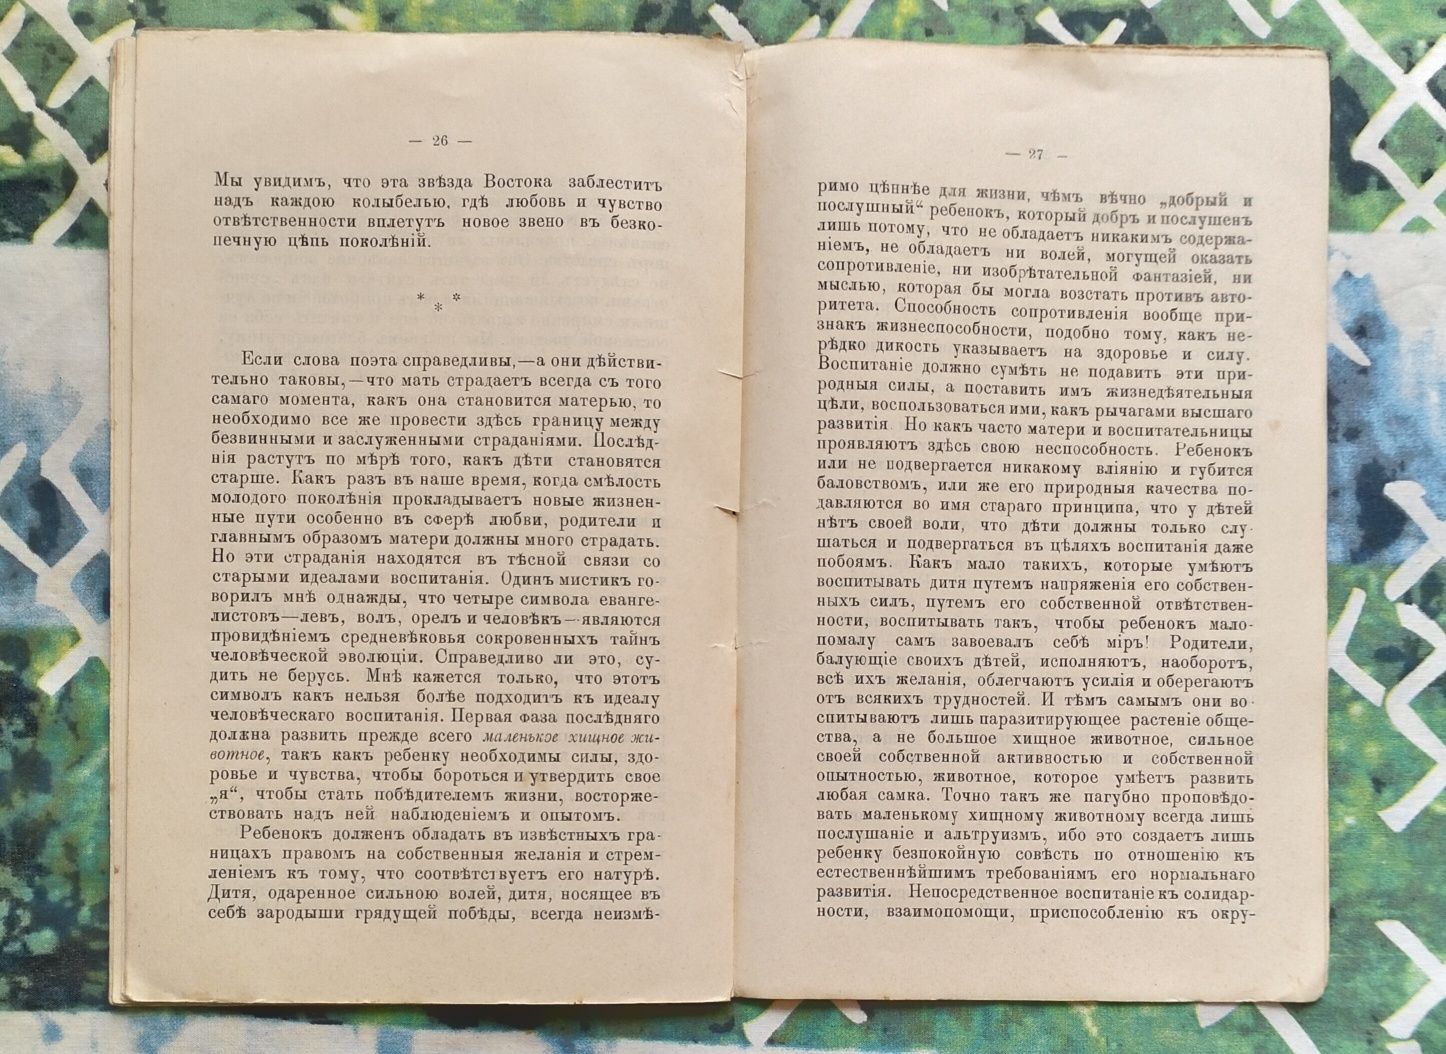 — 26 —
Мы увидимъ, что эта звѣзда Востока заблеститъ
надъ каждою колыбелью, гдѣ любовь и чувство
отвѣтственности вплетутъ новое звено въ безко-
печную цѣпь поколѣній.
* * *
Если слова поэта справедливы,—а они дѣйстви-
тельно таковы,—что мать страдаетъ всегда съ того
самаго момента, какъ она становится матерью, то
необходимо все же провести здѣсь границу между
безвинными и заслуженными страданіями. Послѣд-
нія растутъ по мѣрѣ того, какъ дѣти становятся
старше. Какъ разъ въ наше время, когда смѣлость
молодого поколѣнія прокладываетъ новые жизнен-
ные пути особенно въ сферѣ любви, родители и
главнымъ образомъ матери должны много страдать.
Но эти страданія находятся въ тѣсной связи со
старыми идеалами воспитанія. Одинъ мистикъ го-
ворилъ мнѣ однажды, что четыре символа еванге-
листовъ—левъ, волъ, орелъ и человѣкъ—являются
провидѣніемъ средневѣковья сокровенныхъ тайнъ
человѣческой эволюціи. Справедливо ли это, су-
дить не берусь. Мнѣ кажется только, что этотъ
символъ какъ нельзя болѣе подходитъ къ идеалу
человѣческаго воспитанія. Первая фаза послѣдняго
должна развить прежде всего маленькое хищное жи-
вотное, такъ какъ ребенку необходимы силы, здо-
ровье и чувства, чтобы бороться и утвердить свое
„я“, чтобы стать побѣдителемъ жизни, восторже-
ствовать надъ ней наблюденіемъ и опытомъ.
Ребенокъ долженъ обладать въ извѣстныхъ гра-
ницахъ правомъ на собственныя желанія и стрем-
леніемъ къ тому, что соотвѣтствуетъ его натурѣ.
Дитя, одаренное сильною волей, дитя, носящее въ
себѣ зародыши грядущей побѣды, всегда неизмѣ-
— 27 —
римо цѣннѣе для жизни, чѣмъ вѣчно „добрый и
послушный“ ребенокъ, который добръ и послушенъ
лишь потому, что не обладаетъ никакимъ содержа-
ніемъ, не обладаетъ ни волей, могущей оказать
сопротивленіе, ни изобрѣтательной фантазіей, ни
мыслью, которая бы могла возстать противъ авто-
ритета. Способность сопротивленія вообще при-
знакъ жизнеспособности, подобно тому, какъ не-
рѣдко дикость указываетъ на здоровье и силу.
Воспитаніе должно сумѣть не подавить эти при-
родныя силы, а поставить имъ жизнедѣятельныя
цѣли, воспользоваться ими, какъ рычагами высшаго
развитія. Но какъ часто матери и воспитательницы
проявляютъ здѣсь свою неспособность. Ребенокъ
или не подвергается никакому вліянію и губится
баловствомъ, или же его природныя качества по-
давляются во имя стараго принципа, что у дѣтей
нѣтъ своей воли, что дѣти должны только слу-
шаться и подвергаться въ цѣляхъ воспитанія даже
побоямъ. Какъ мало такихъ, которые умѣютъ
воспитывать дитя путемъ напряженія его собствен-
ныхъ силъ, путемъ его собственной отвѣтствен-
ности, воспитывать такъ, чтобы ребенокъ мало-
помалу самъ завоевалъ себѣ міръ! Родители,
балующіе своихъ дѣтей, исполняютъ, наоборотъ,
всѣ ихъ желанія, облегчаютъ усилія и оберегаютъ
отъ всякихъ трудностей. И тѣмъ самымъ они во-
спитываютъ лишь паразитирующее растеніе обще-
ства, а не большое хищное животное, сильное
своей собственной активностью и собственной
опытностью, животное, которое умѣетъ развить
любая самка. Точно такъ же пагубно проповѣдо-
вать маленькому хищному животному всегда лишь
послушаніе и альтруизмъ, ибо это создаетъ лишь
ребенку безпокойную совѣсть по отношенію къ
естественнѣйшимъ требованіямъ его нормальнаго
развитія. Непосредственное воспитаніе къ солидар-
ности, взаимопомощи, приспособленію къ окру-